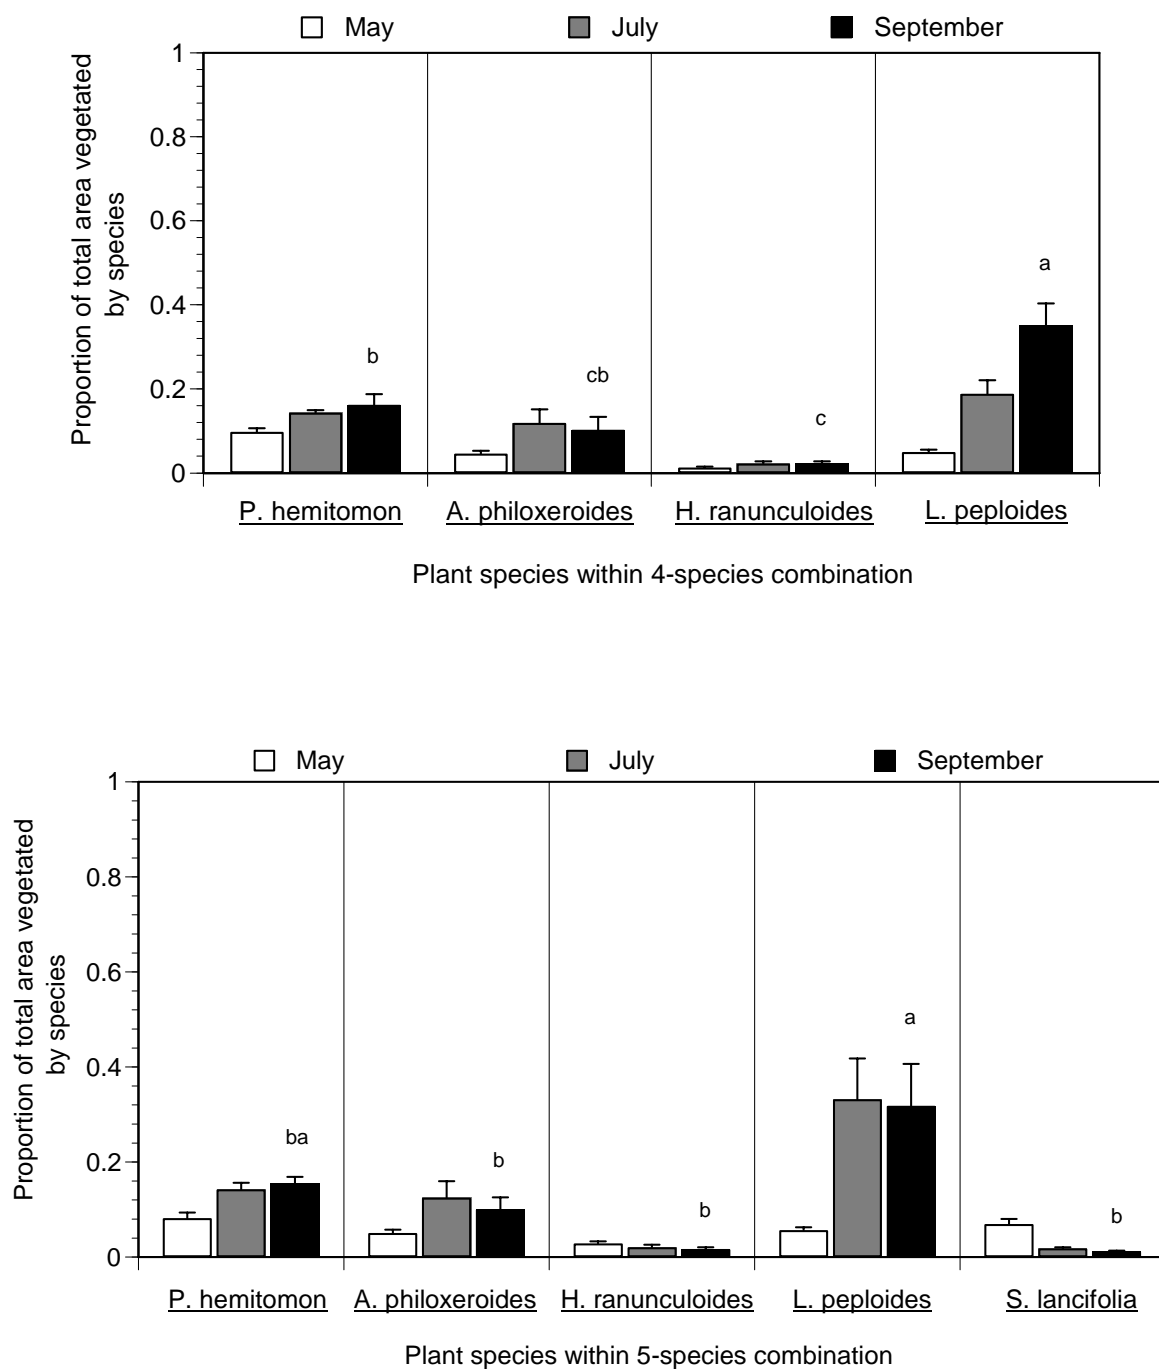 May July September
1
0.8
0.6
0.4
0.2
0
Proportion of total area vegetated
by species
b
cb
c
a
P. hemitomon A. philoxeroides H. ranunculoides L. peploides
Plant species within 4-species combination
May July September
1
0.8
0.6
0.4
0.2
0
Proportion of total area vegetated
by species
ba
b
b
a
b
P. hemitomon A. philoxeroides H. ranunculoides L. peploides S. lancifolia
Plant species within 5-species combination